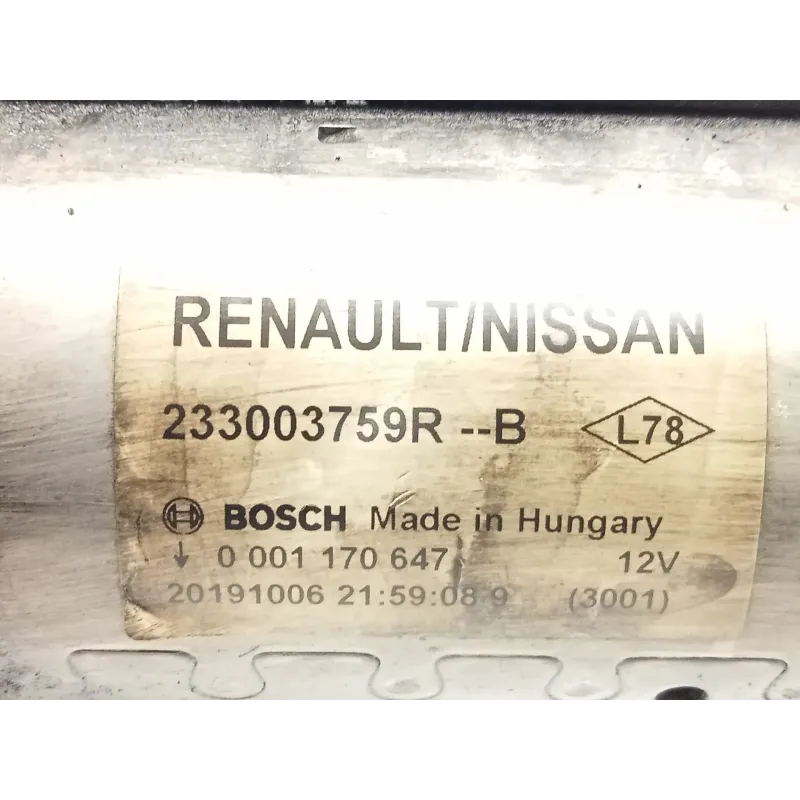 RENAULT/NISSAN
233003759R --B L78
BOSCH Made in Hungary
↓ 0 001 170 647 12V
20191006 21:59:08 9 (3001)